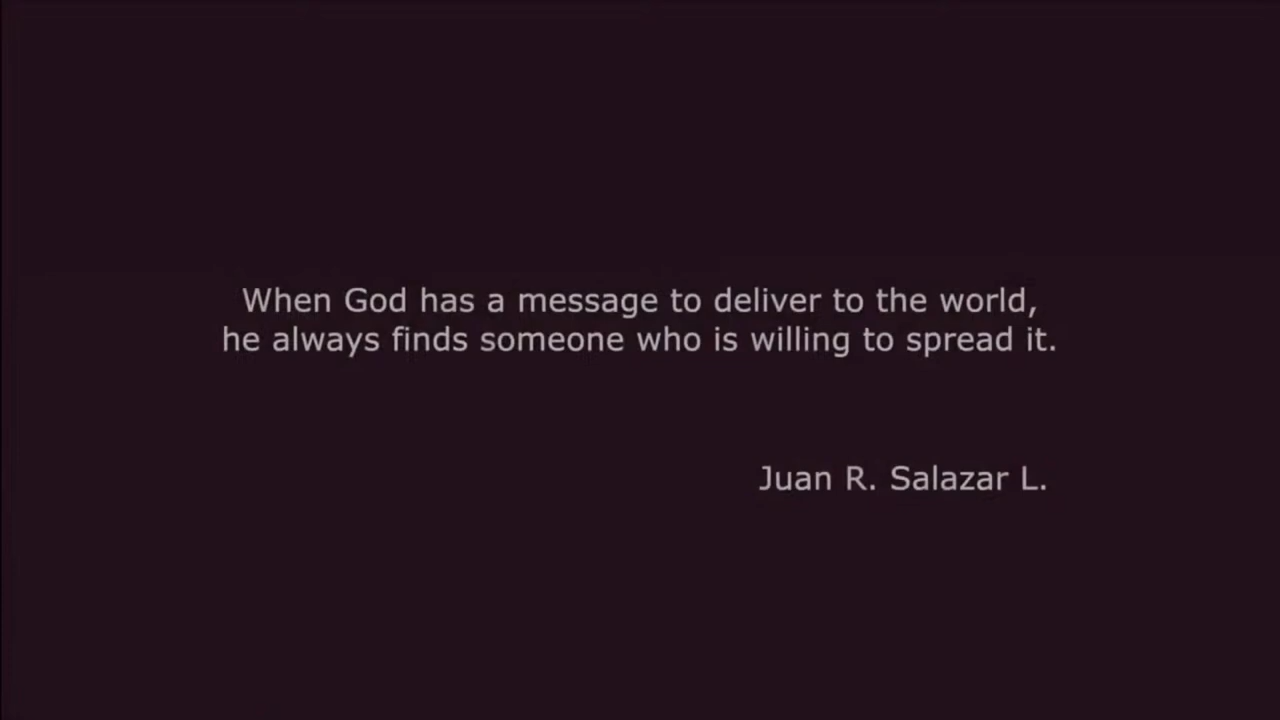 When God has a message to deliver to the world,
he always finds someone who is willing to spread it.
Juan R. Salazar L.